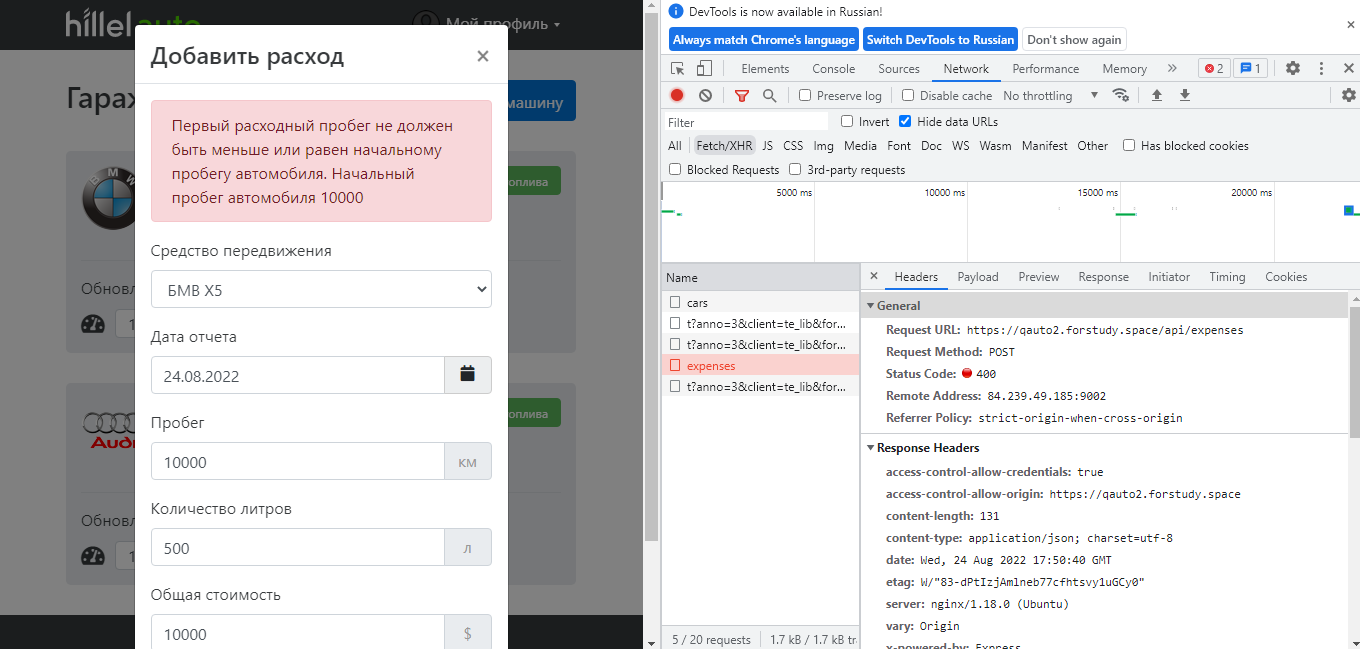 hillel auto
Мой профиль
Добавить расход
×
Гараж
машину
Первый расходный пробег не должен
быть меньше или равен начальному
пробегу автомобиля. Начальный
пробег автомобиля 10000
BMW
оплива
Средство передвижения
БМВ X5
Обновл
1
Дата отчета
24.08.2022
Пробег
10000 км
Audi
оплива
Количество литров
500 л
Обновл
1
Общая стоимость
10000 $
DevTools is now available in Russian!
Always match Chrome's language Switch DevTools to Russian Don't show again
Elements Console Sources Network Performance Memory » 2 1
Preserve log Disable cache No throttling
Filter Invert Hide data URLs
All Fetch/XHR JS CSS Img Media Font Doc WS Wasm Manifest Other Has blocked cookies
Blocked Requests 3rd-party requests
5000 ms 10000 ms 15000 ms 20000 ms
Name
cars
t?anno=3&client=te_lib&for...
t?anno=3&client=te_lib&for...
expenses
t?anno=3&client=te_lib&for...
5 / 20 requests 1.7 kB / 1.7 kB tr
× Headers Payload Preview Response Initiator Timing Cookies
General
Request URL: https://qauto2.forstudy.space/api/expenses
Request Method: POST
Status Code: 400
Remote Address: 84.239.49.185:9002
Referrer Policy: strict-origin-when-cross-origin
Response Headers
access-control-allow-credentials: true
access-control-allow-origin: https://qauto2.forstudy.space
content-length: 131
content-type: application/json; charset=utf-8
date: Wed, 24 Aug 2022 17:50:40 GMT
etag: W/"83-dPtIzjAmlneb77cfhtsvy1uGCy0"
server: nginx/1.18.0 (Ubuntu)
vary: Origin
x-powered-by: Express